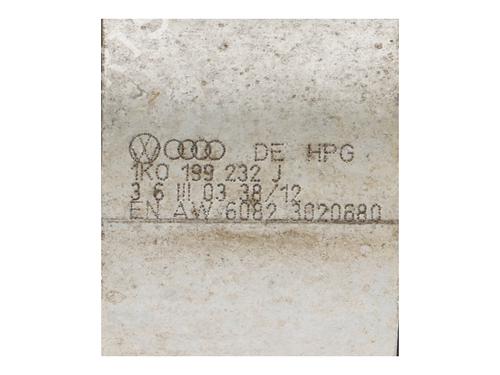 DE HPG
1K0 199 232 J
3 6 III 03 38/12
EN AW 6082 3020680